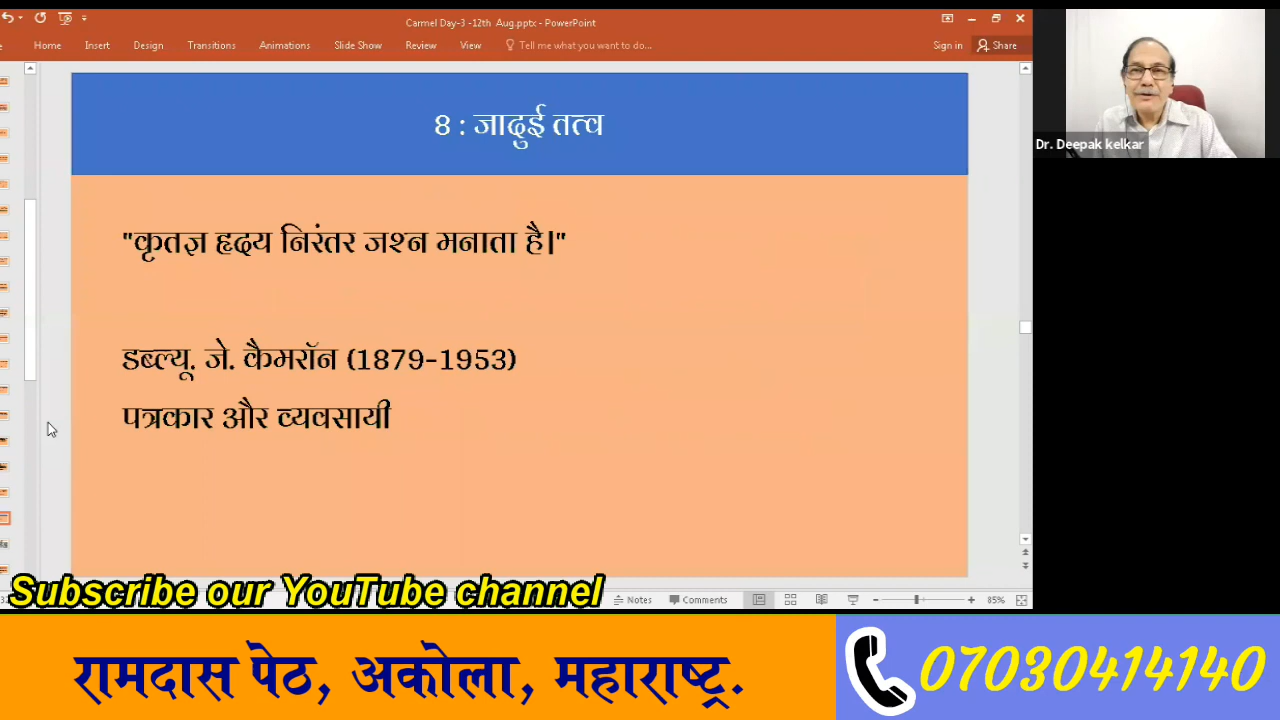 Carmel Day-3 -12th Aug.pptx - PowerPoint
Home Insert Design Transitions Animations Slide Show Review View Tell me what you want to do... Sign in Share
8 : जादुई तत्व
Dr. Deepak kelkar
"कृतज्ञ हृदय निरंतर जश्न मनाता है।"
डब्ल्यू. जे. कैमरॉन (1879-1953)
पत्रकार और व्यवसायी
Subscribe our YouTube channel
Notes Comments 85%
रामदास पेठ, अकोला, महाराष्ट्र.
07030414140